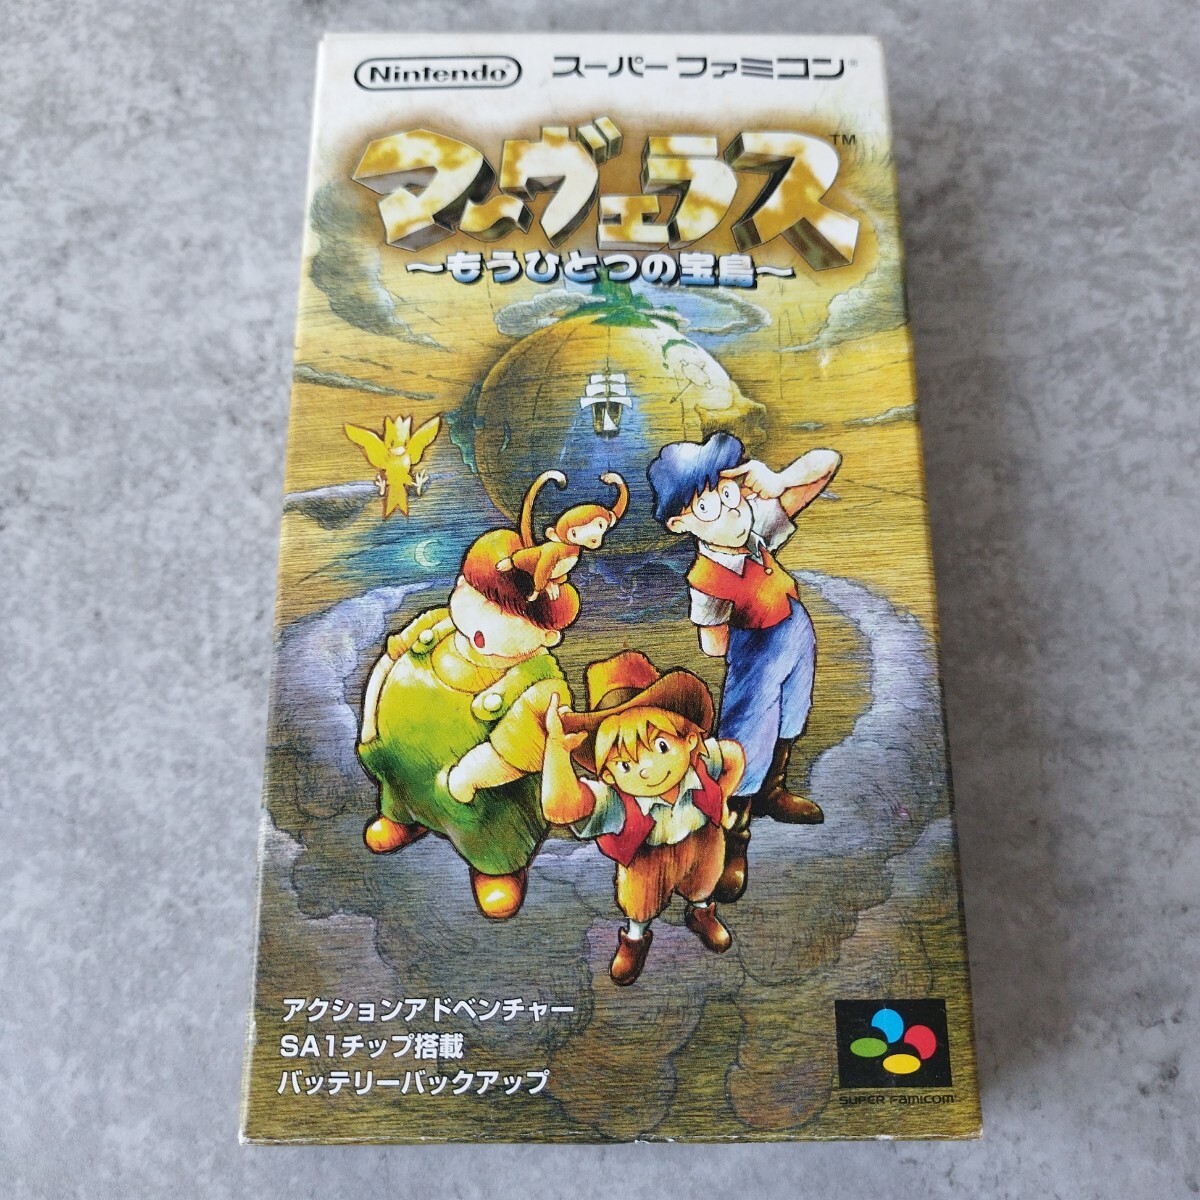 Nintendo®
スーパーファミコン®
マーヴェラス™
～もうひとつの宝島～
アクションアドベンチャー
SA1チップ搭載
バッテリーバックアップ
SUPER FAMICOM